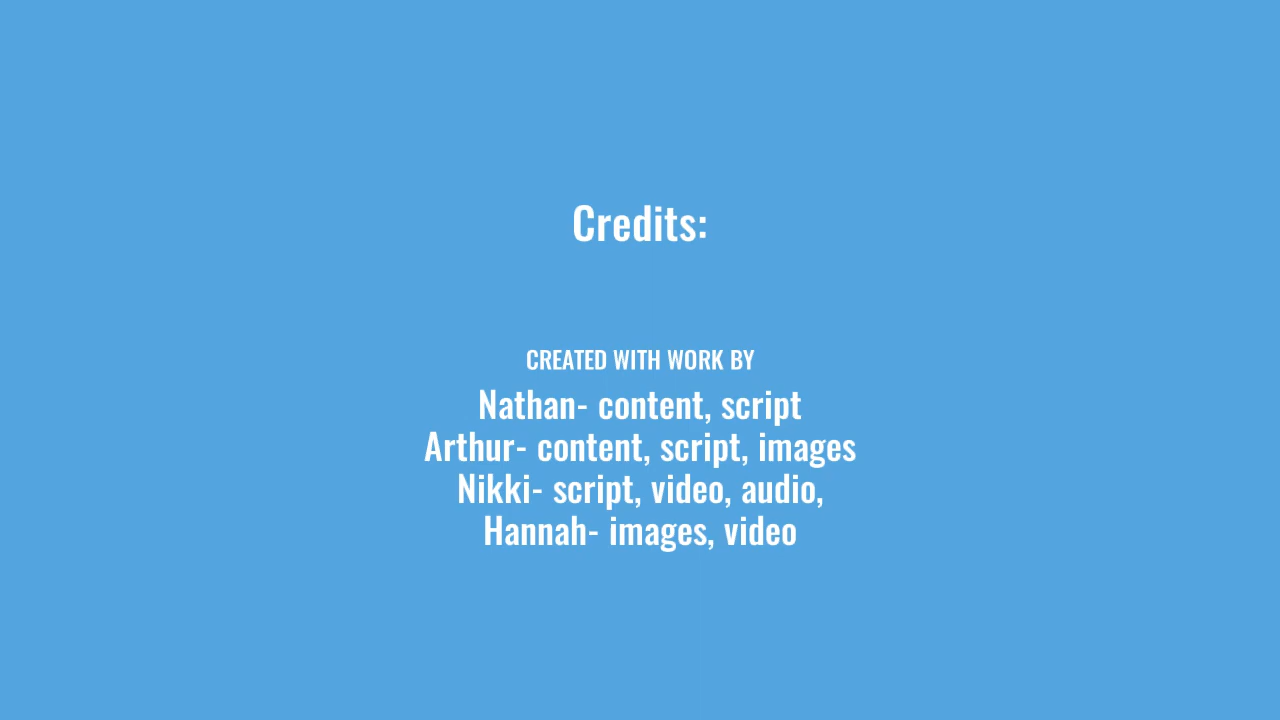 Credits:
CREATED WITH WORK BY
Nathan- content, script
Arthur- content, script, images
Nikki- script, video, audio,
Hannah- images, video